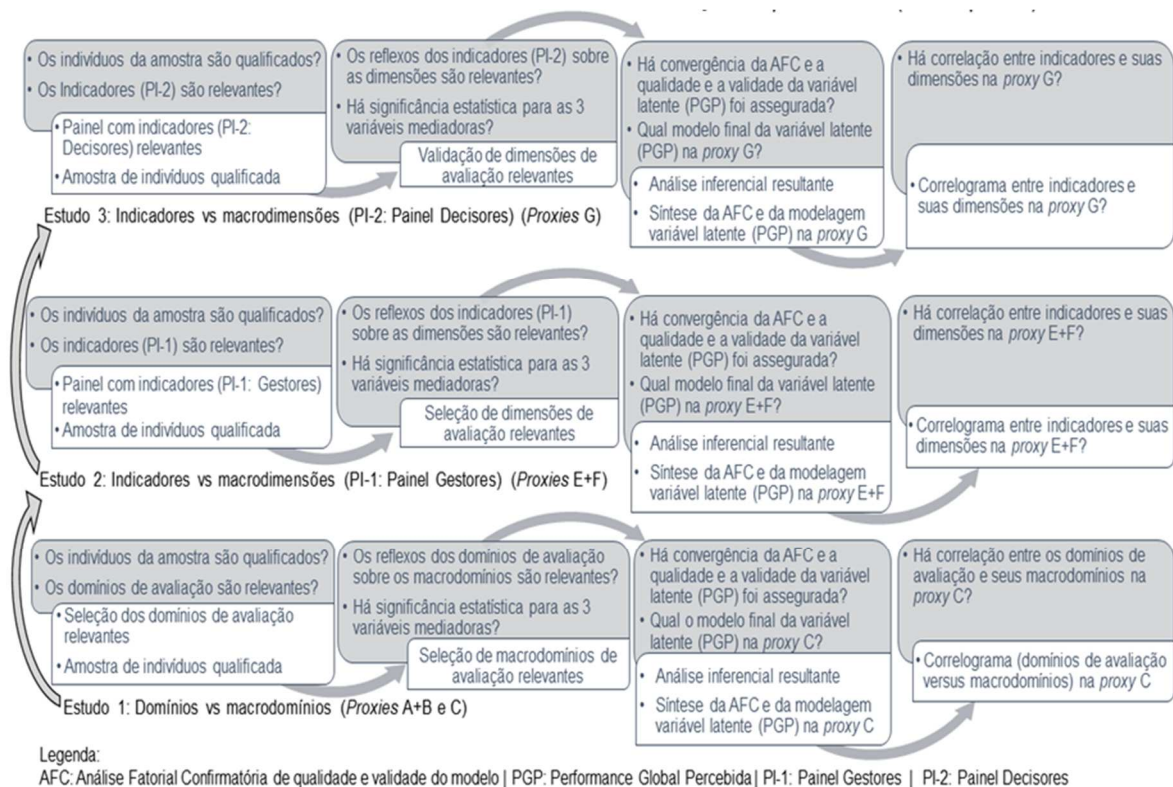 • Os indivíduos da amostra são qualificados?
• Os Indicadores (PI-2) são relevantes?
• Painel com indicadores (PI-2:
Decisores) relevantes
• Amostra de indivíduos qualificada
• Os reflexos dos indicadores (PI-2) sobre
as dimensões são relevantes?
• Há significância estatística para as 3
variáveis mediadoras?
Validação de dimensões de
avaliação relevantes
• Há convergência da AFC e a
qualidade e a validade da variável
latente (PGP) foi assegurada?
• Qual modelo final da variável latente
(PGP) na proxy G?
• Análise inferencial resultante
• Síntese da AFC e da modelagem
variável latente (PGP) na proxy G
• Há correlação entre indicadores e suas
dimensões na proxy G?
• Correlograma entre indicadores e
suas dimensões na proxy G?
Estudo 3: Indicadores vs macrodimensões (PI-2: Painel Decisores) (Proxies G)
• Os indivíduos da amostra são qualificados?
• Os indicadores (PI-1) são relevantes?
• Painel com indicadores (PI-1: Gestores)
relevantes
• Amostra de indivíduos qualificada
• Os reflexos dos indicadores (PI-1)
sobre as dimensões são relevantes?
• Há significância estatística para as 3
variáveis mediadoras?
Seleção de dimensões de
avaliação relevantes
• Há convergência da AFC e a
qualidade e a validade da variável
latente (PGP) foi assegurada?
• Qual modelo final da variável latente
(PGP) na proxy E+F?
• Análise inferencial resultante
• Síntese da AFC e da modelagem
variável latente (PGP) na proxy E+F
• Há correlação entre indicadores e suas
dimensões na proxy E+F?
• Correlograma entre indicadores e suas
dimensões na proxy E+F?
Estudo 2: Indicadores vs macrodimensões (PI-1: Painel Gestores) (Proxies E+F)
• Os indivíduos da amostra são qualificados?
• Os domínios de avaliação são relevantes?
• Seleção dos domínios de avaliação
relevantes
• Amostra de indivíduos qualificada
• Os reflexos dos domínios de avaliação
sobre os macrodomínios são relevantes?
• Há significância estatística para as 3
variáveis mediadoras?
Seleção de macrodomínios de
avaliação relevantes
• Há convergência da AFC e a
qualidade e a validade da variável
latente (PGP) foi assegurada?
• Qual o modelo final da variável
latente (PGP) na proxy C?
• Análise inferencial resultante
• Síntese da AFC e da modelagem
variável latente (PGP) na proxy C
• Há correlação entre os domínios de
avaliação e seus macrodomínios na
proxy C?
• Correlograma (domínios de avaliação
versus macrodomínios) na proxy C
Estudo 1: Domínios vs macrodomínios (Proxies A+B e C)
Legenda:
AFC: Análise Fatorial Confirmatória de qualidade e validade do modelo | PGP: Performance Global Percebida | PI-1: Painel Gestores | PI-2: Painel Decisores